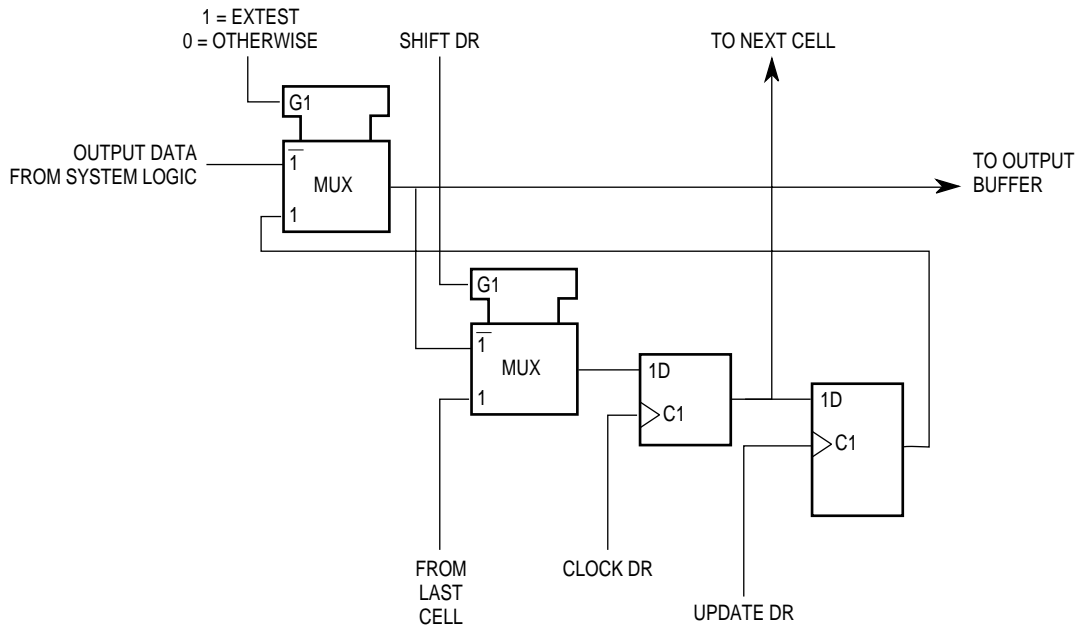 1 = EXTEST
0 = OTHERWISE
SHIFT DR
TO NEXT CELL
G1
OUTPUT DATA
FROM SYSTEM LOGIC
1
MUX
1
TO OUTPUT
BUFFER
G1
1
MUX
1
1D
C1
1D
C1
FROM
LAST
CELL
CLOCK DR
UPDATE DR